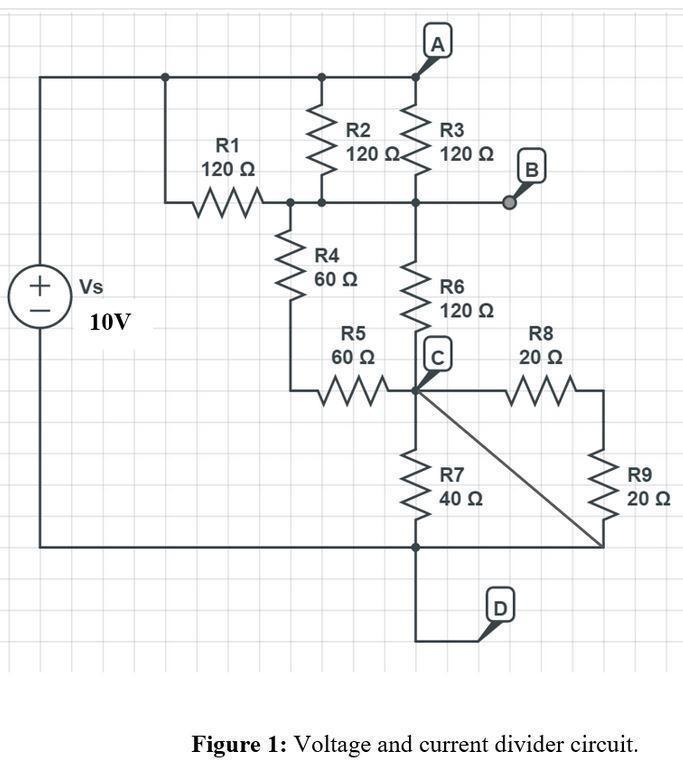 A
R2
120 Ω
R3
120 Ω
R1
120 Ω
B
R4
60 Ω
Vs
10V
R6
120 Ω
R5
60 Ω
C
R8
20 Ω
R7
40 Ω
R9
20 Ω
D
Figure 1: Voltage and current divider circuit.